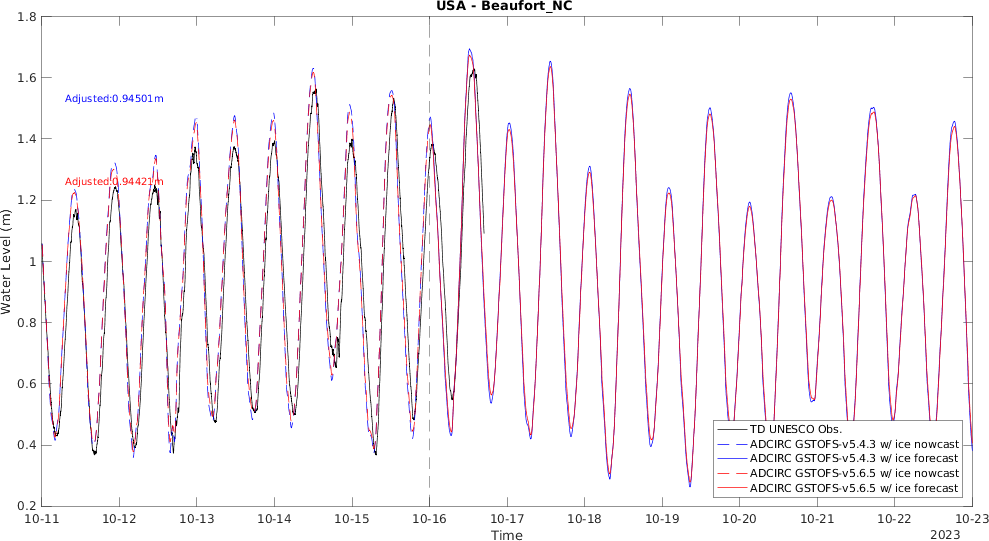 USA - Beaufort_NC
1.8
1.6
1.4
1.2
1
0.8
0.6
0.4
0.2
Water Level (m)
Adjusted:0.94501m
Adjusted:0.94421m
TD UNESCO Obs.
ADCIRC GSTOFS-v5.4.3 w/ ice nowcast
ADCIRC GSTOFS-v5.4.3 w/ ice forecast
ADCIRC GSTOFS-v5.6.5 w/ ice nowcast
ADCIRC GSTOFS-v5.6.5 w/ ice forecast
10-11 10-12 10-13 10-14 10-15 10-16 10-17 10-18 10-19 10-20 10-21 10-22 10-23
Time
2023